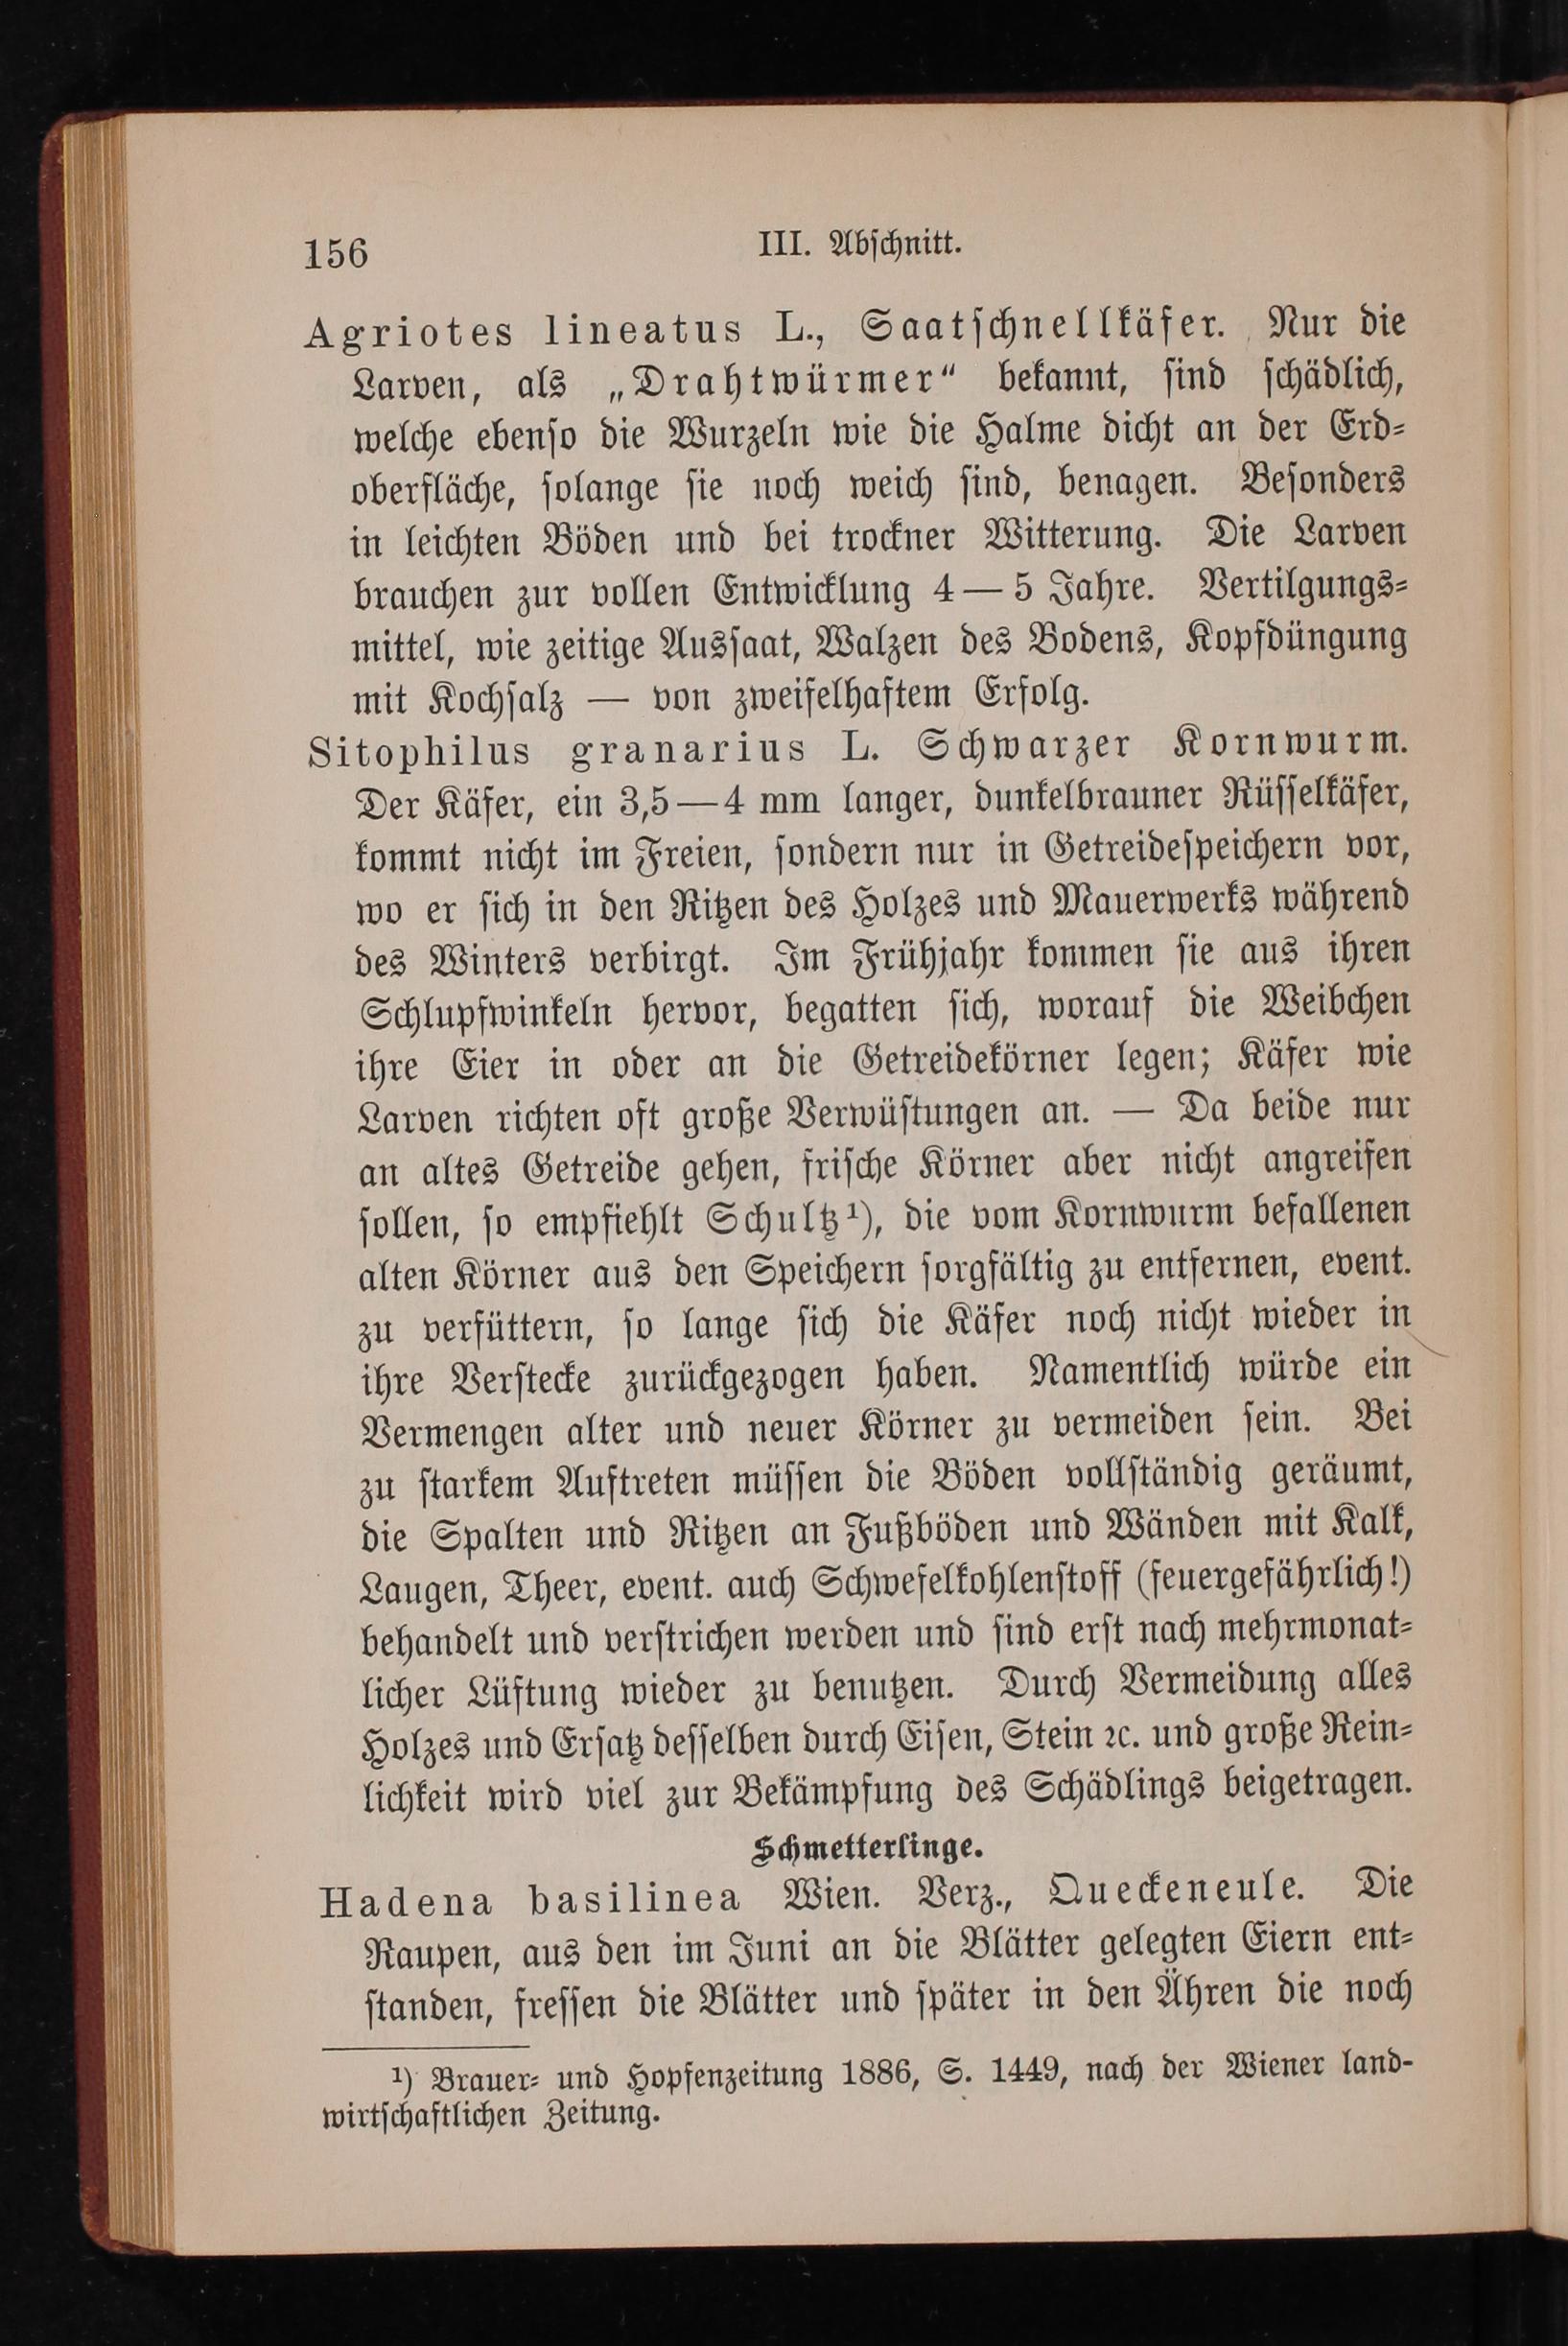 156
III. Abschnitt.
Agriotes lineatus L., Saatschnellkäfer. Nur die
Larven, als „Drahtwürmer“ bekannt, sind schädlich,
welche ebenso die Wurzeln wie die Halme dicht an der Erd-
oberfläche, solange sie noch weich sind, benagen. Besonders
in leichten Böden und bei trockner Witterung. Die Larven
brauchen zur vollen Entwicklung 4—5 Jahre. Vertilgungs-
mittel, wie zeitige Aussaat, Walzen des Bodens, Kopfdüngung
mit Kochsalz — von zweifelhaftem Erfolg.
Sitophilus granarius L. Schwarzer Kornwurm.
Der Käfer, ein 3,5—4 mm langer, dunkelbrauner Rüsselkäfer,
kommt nicht im Freien, sondern nur in Getreidespeichern vor,
wo er sich in den Ritzen des Holzes und Mauerwerks während
des Winters verbirgt. Im Frühjahr kommen sie aus ihren
Schlupfwinkeln hervor, begatten sich, worauf die Weibchen
ihre Eier in oder an die Getreidekörner legen; Käfer wie
Larven richten oft große Verwüstungen an. — Da beide nur
an altes Getreide gehen, frische Körner aber nicht angreifen
sollen, so empfiehlt Schultz¹), die vom Kornwurm befallenen
alten Körner aus den Speichern sorgfältig zu entfernen, event.
zu verfüttern, so lange sich die Käfer noch nicht wieder in
ihre Verstecke zurückgezogen haben. Namentlich würde ein
Vermengen alter und neuer Körner zu vermeiden sein. Bei
zu starkem Auftreten müssen die Böden vollständig geräumt,
die Spalten und Ritzen an Fußböden und Wänden mit Kalk,
Laugen, Theer, event. auch Schwefelkohlenstoff (feuergefährlich!)
behandelt und verstrichen werden und sind erst nach mehrmonat-
licher Lüftung wieder zu benutzen. Durch Vermeidung alles
Holzes und Ersatz desselben durch Eisen, Stein ꝛc. und große Rein-
lichkeit wird viel zur Bekämpfung des Schädlings beigetragen.
Schmetterlinge.
Hadena basilinea Wien. Verz., Queckeneule. Die
Raupen, aus den im Juni an die Blätter gelegten Eiern ent-
standen, fressen die Blätter und später in den Ähren die noch
¹) Brauer- und Hopfenzeitung 1886, S. 1449, nach der Wiener land-
wirtschaftlichen Zeitung.